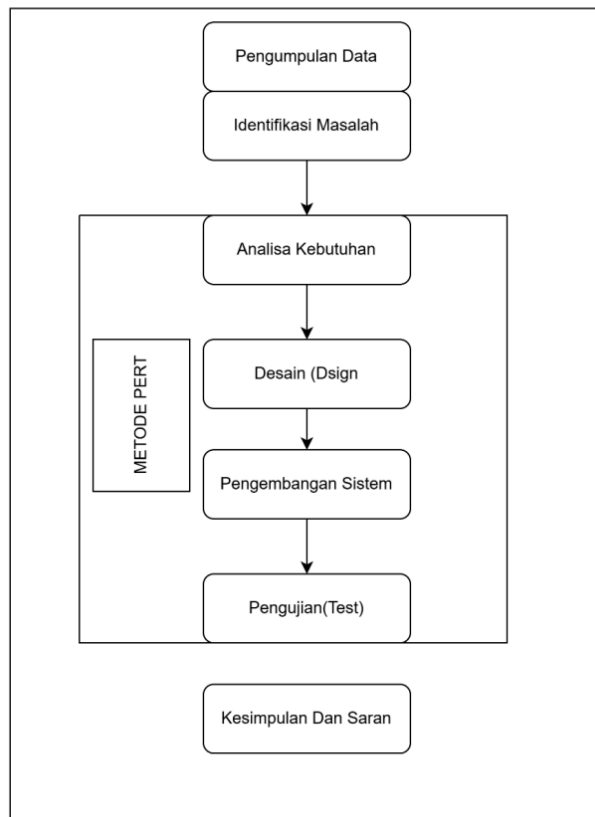 Pengumpulan Data
Identifikasi Masalah
Analisa Kebutuhan
METODE PERT
Desain (Dsign
Pengembangan Sistem
Pengujian(Test)
Kesimpulan Dan Saran